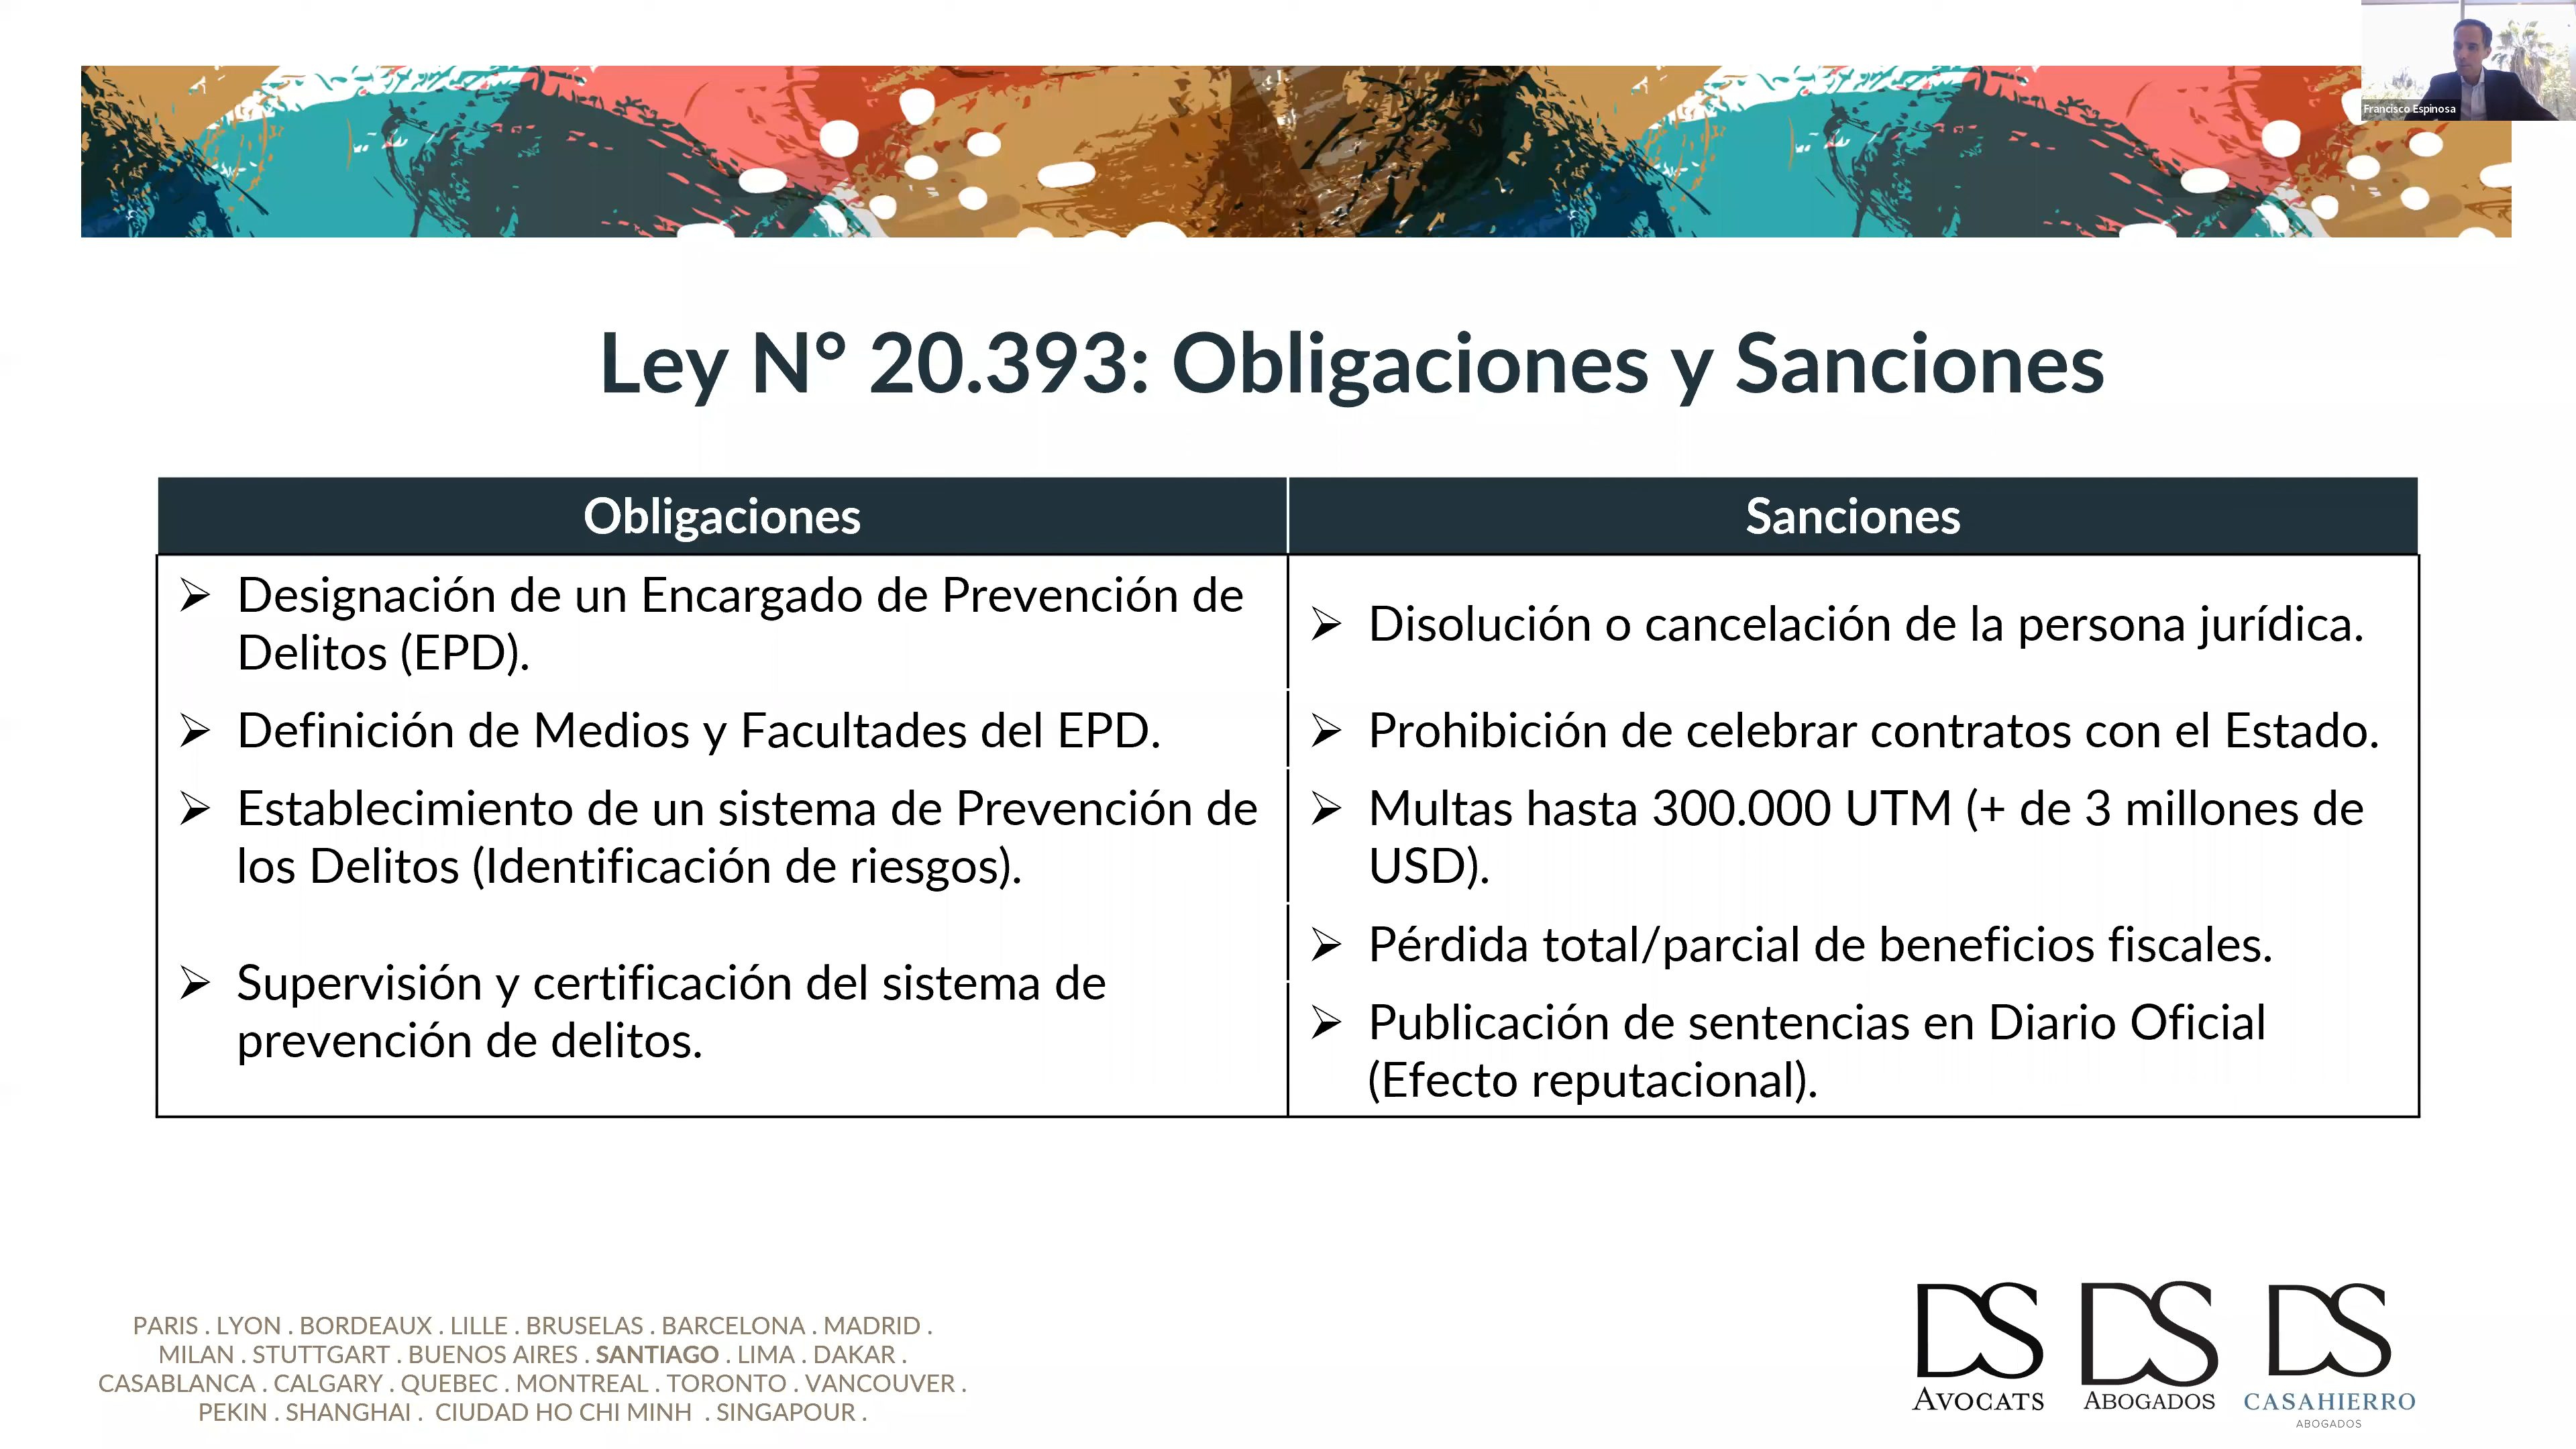 Francisco Espinosa
Ley N° 20.393: Obligaciones y Sanciones
Obligaciones
Sanciones
➢ Designación de un Encargado de Prevención de
Delitos (EPD).
➢ Disolución o cancelación de la persona jurídica.
➢ Definición de Medios y Facultades del EPD.
➢ Prohibición de celebrar contratos con el Estado.
➢ Establecimiento de un sistema de Prevención de
los Delitos (Identificación de riesgos).
➢ Multas hasta 300.000 UTM (+ de 3 millones de
USD).
➢ Supervisión y certificación del sistema de
prevención de delitos.
➢ Pérdida total/parcial de beneficios fiscales.
➢ Publicación de sentencias en Diario Oficial
(Efecto reputacional).
PARIS . LYON . BORDEAUX . LILLE . BRUSELAS . BARCELONA . MADRID .
MILAN . STUTTGART . BUENOS AIRES . SANTIAGO . LIMA . DAKAR .
CASABLANCA . CALGARY . QUEBEC . MONTREAL . TORONTO . VANCOUVER .
PEKIN . SHANGHAI . CIUDAD HO CHI MINH . SINGAPOUR .
DS
AVOCATS
DS
ABOGADOS
DS
CASAHIERRO
ABOGADOS